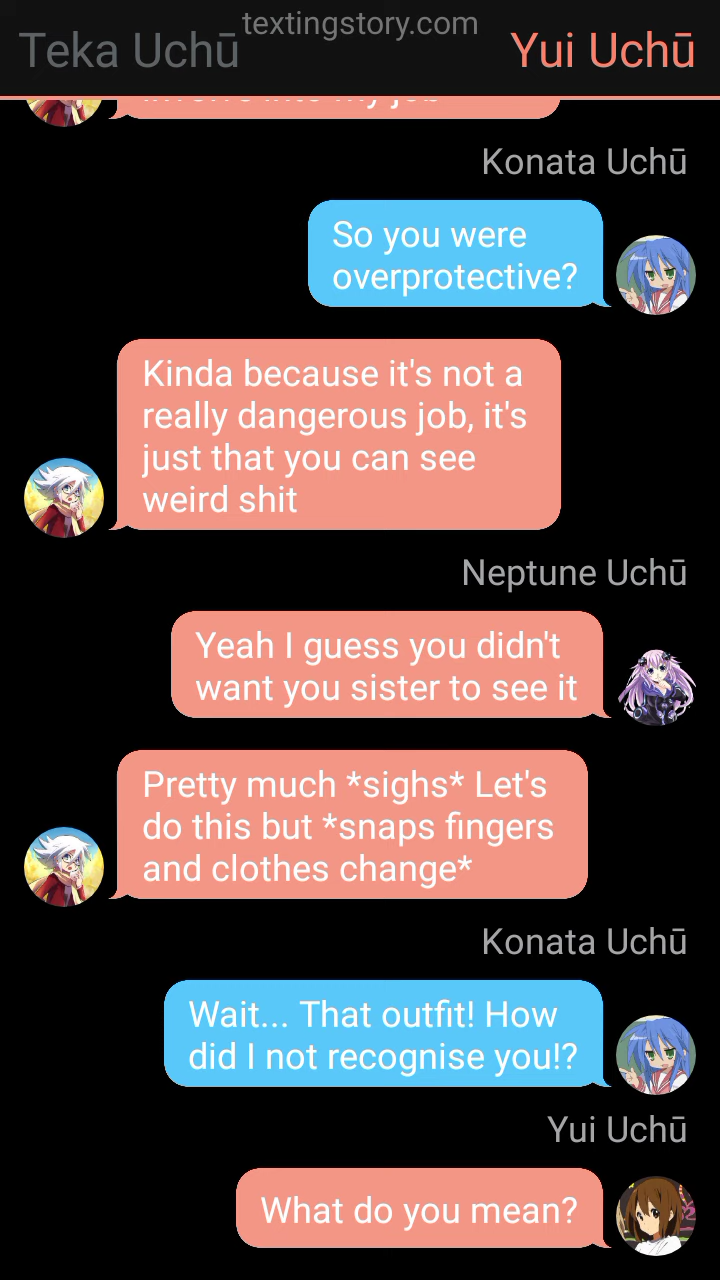 textingstory.com
Teka Uchū
Yui Uchū
Konata Uchū
So you were
overprotective?
Kinda because it's not a
really dangerous job, it's
just that you can see
weird shit
Neptune Uchū
Yeah I guess you didn't
want you sister to see it
Pretty much *sighs* Let's
do this but *snaps fingers
and clothes change*
Konata Uchū
Wait... That outfit! How
did I not recognise you!?
Yui Uchū
What do you mean?